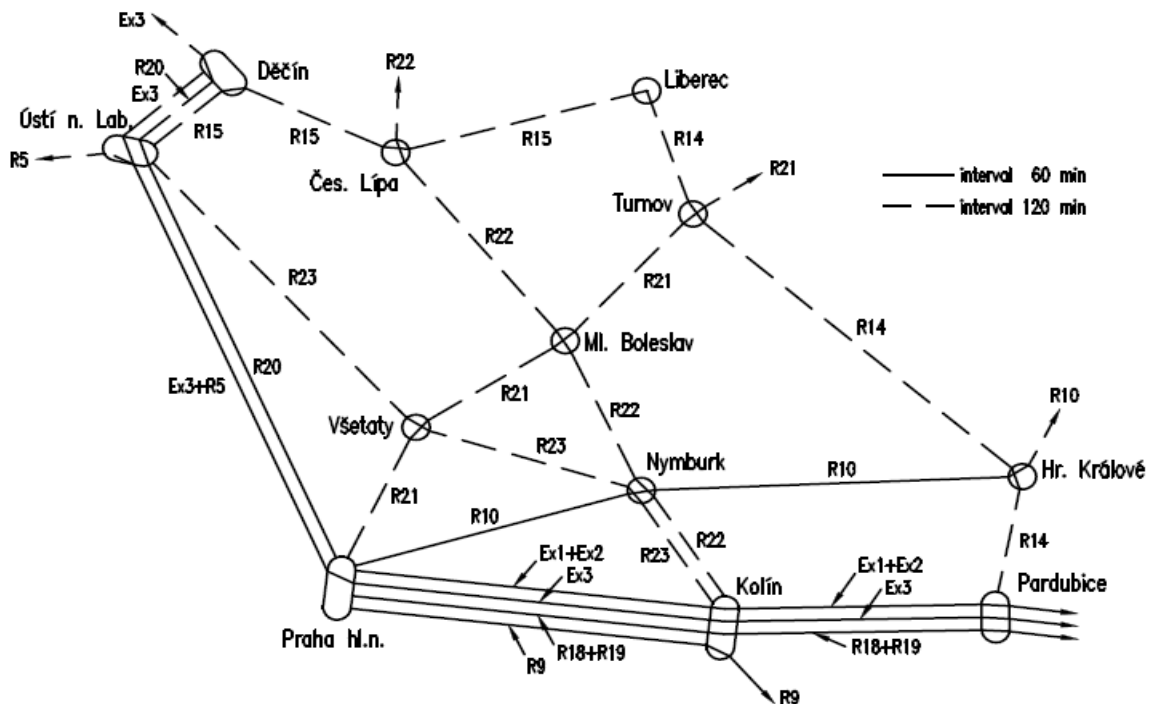 Ex3
R20
Ex3
Děčín
R22
Liberec
Ústí n. Lab.
R15
R15
R15
R14
R5
Čes. Lípa
R21
Turnov
interval 60 min
interval 120 min
R22
R23
R21
R14
Ml. Boleslav
R20
Ex3+R5
R21
R22
R10
Všetaty
R23
Nymburk
R10
Hr. Králové
R21
R10
R22
R23
R14
Ex1+Ex2
Ex3
Kolín
Ex1+Ex2
Ex3
Pardubice
Praha hl.n.
R18+R19
R9
R18+R19
R9